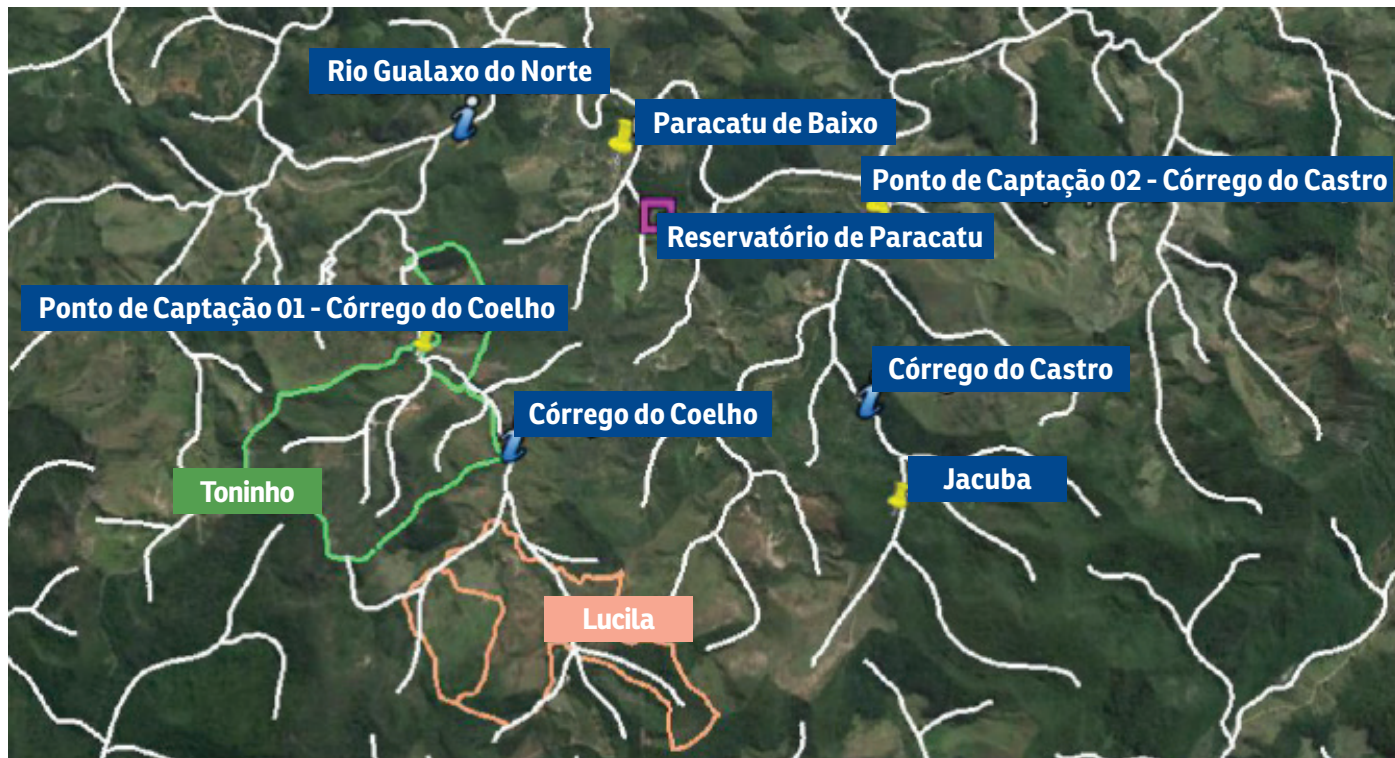 Rio Gualaxo do Norte
Paracatu de Baixo
Ponto de Captação 02 - Córrego do Castro
Reservatório de Paracatu
Ponto de Captação 01 - Córrego do Coelho
Córrego do Castro
Córrego do Coelho
Jacuba
Toninho
Lucila